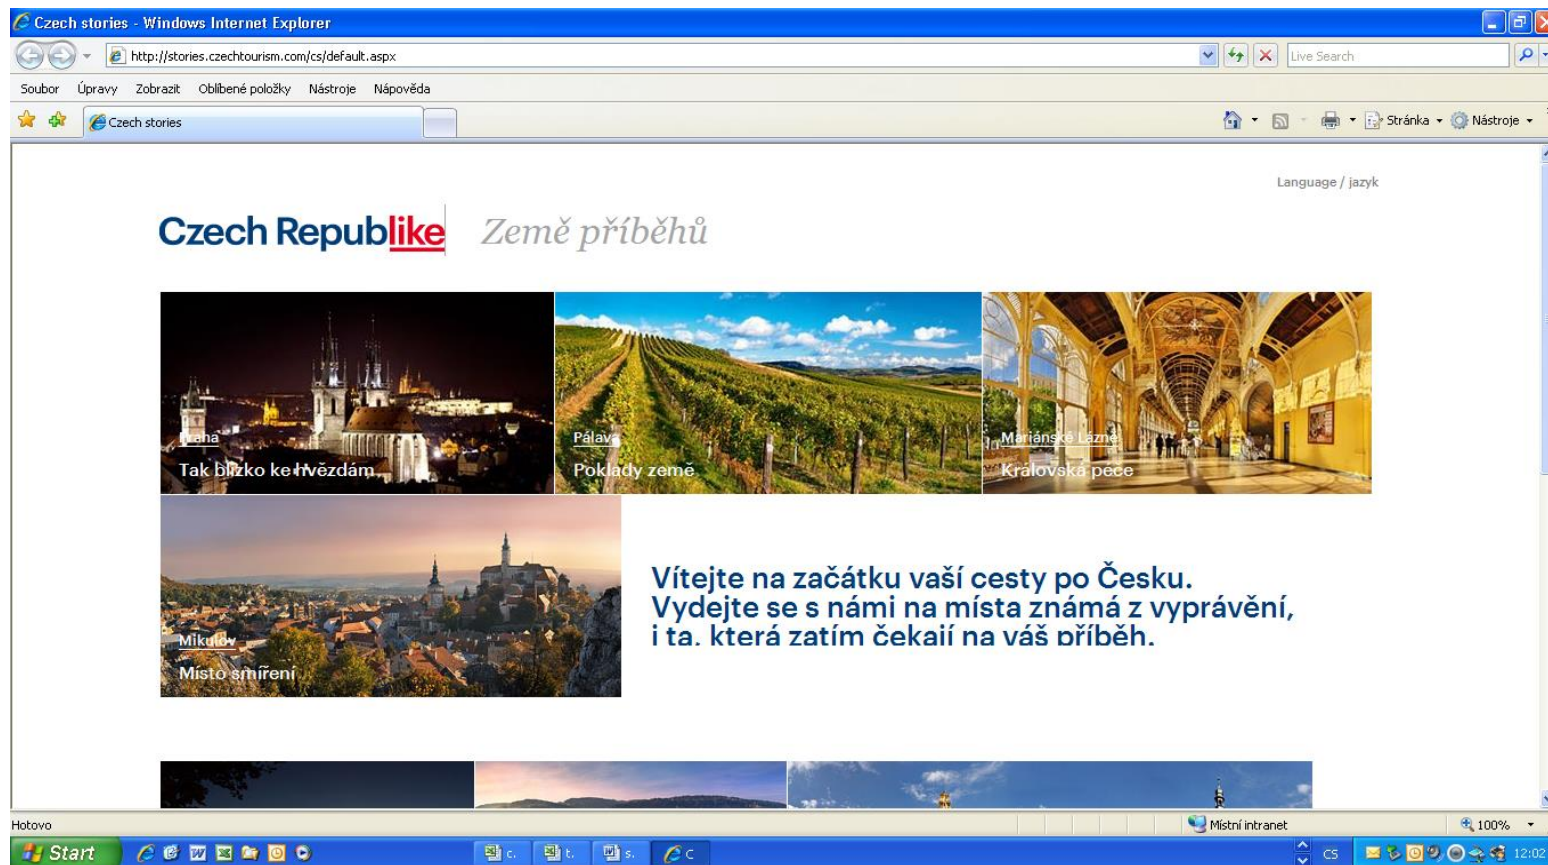 Czech stories - Windows Internet Explorer
http://stories.czechtourism.com/cs/default.aspx
Live Search
Soubor Úpravy Zobrazit Oblíbené položky Nástroje Nápověda
Czech stories
Stránka Nástroje
Language / jazyk
Czech Republike Země příběhů
Praha
Tak blízko ke hvězdám
Pálava
Poklady země
Mariánské Lázně
Královská péče
Mikulov
Místo smíření
Vítejte na začátku vaší cesty po Česku.
Vydejte se s námi na místa známá z vyprávění,
i ta, která zatím čekají na váš příběh.
Hotovo
Místní intranet
100%
Start
c. t. s. C
CS
12:02